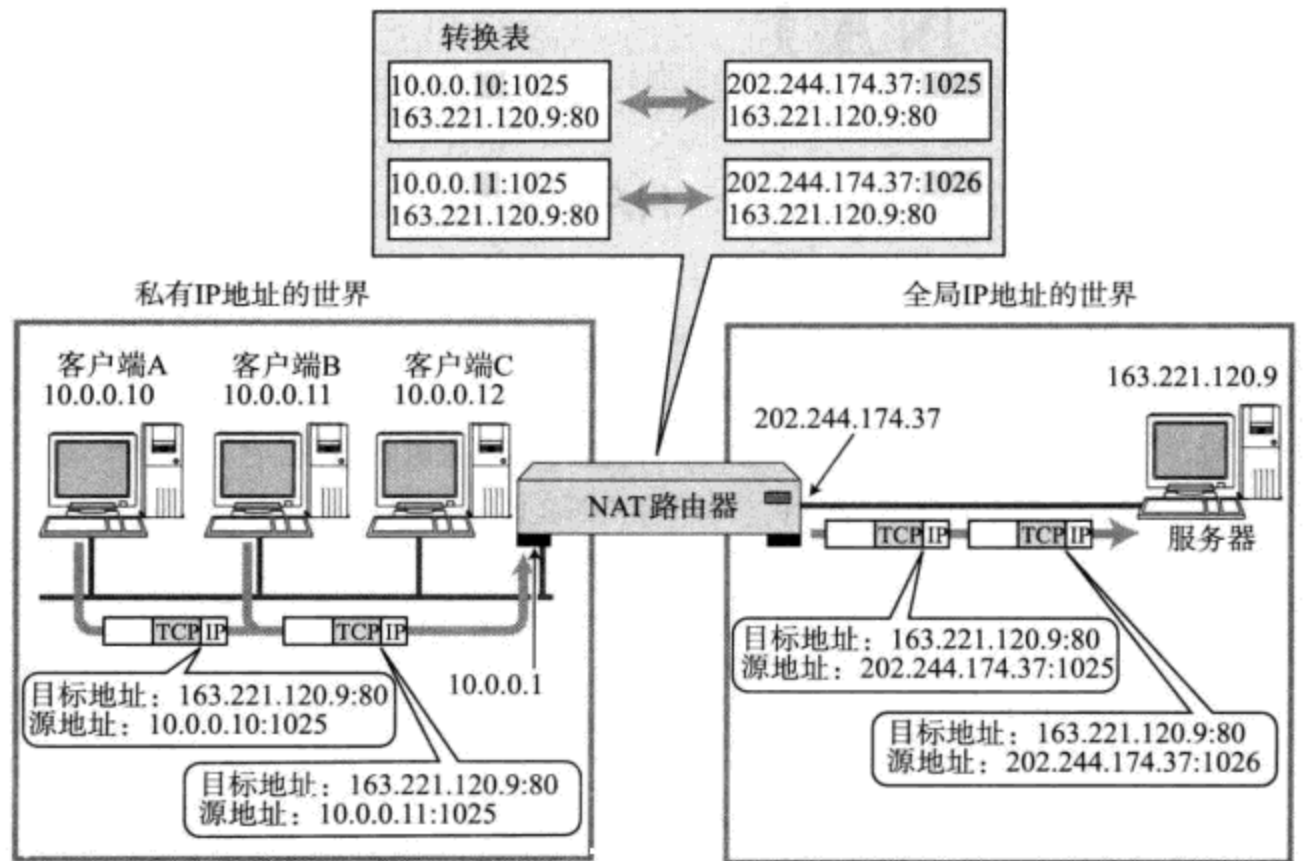 转换表
10.0.0.10:1025
163.221.120.9:80
202.244.174.37:1025
163.221.120.9:80
10.0.0.11:1025
163.221.120.9:80
202.244.174.37:1026
163.221.120.9:80
私有IP地址的世界
全局IP地址的世界
客户端A
10.0.0.10
客户端B
10.0.0.11
客户端C
10.0.0.12
163.221.120.9
202.244.174.37
NAT路由器
服务器
TCP IP
TCP IP
TCP IP
TCP IP
10.0.0.1
目标地址：163.221.120.9:80
源地址：10.0.0.10:1025
目标地址：163.221.120.9:80
源地址：10.0.0.11:1025
目标地址：163.221.120.9:80
源地址：202.244.174.37:1025
目标地址：163.221.120.9:80
源地址：202.244.174.37:1026